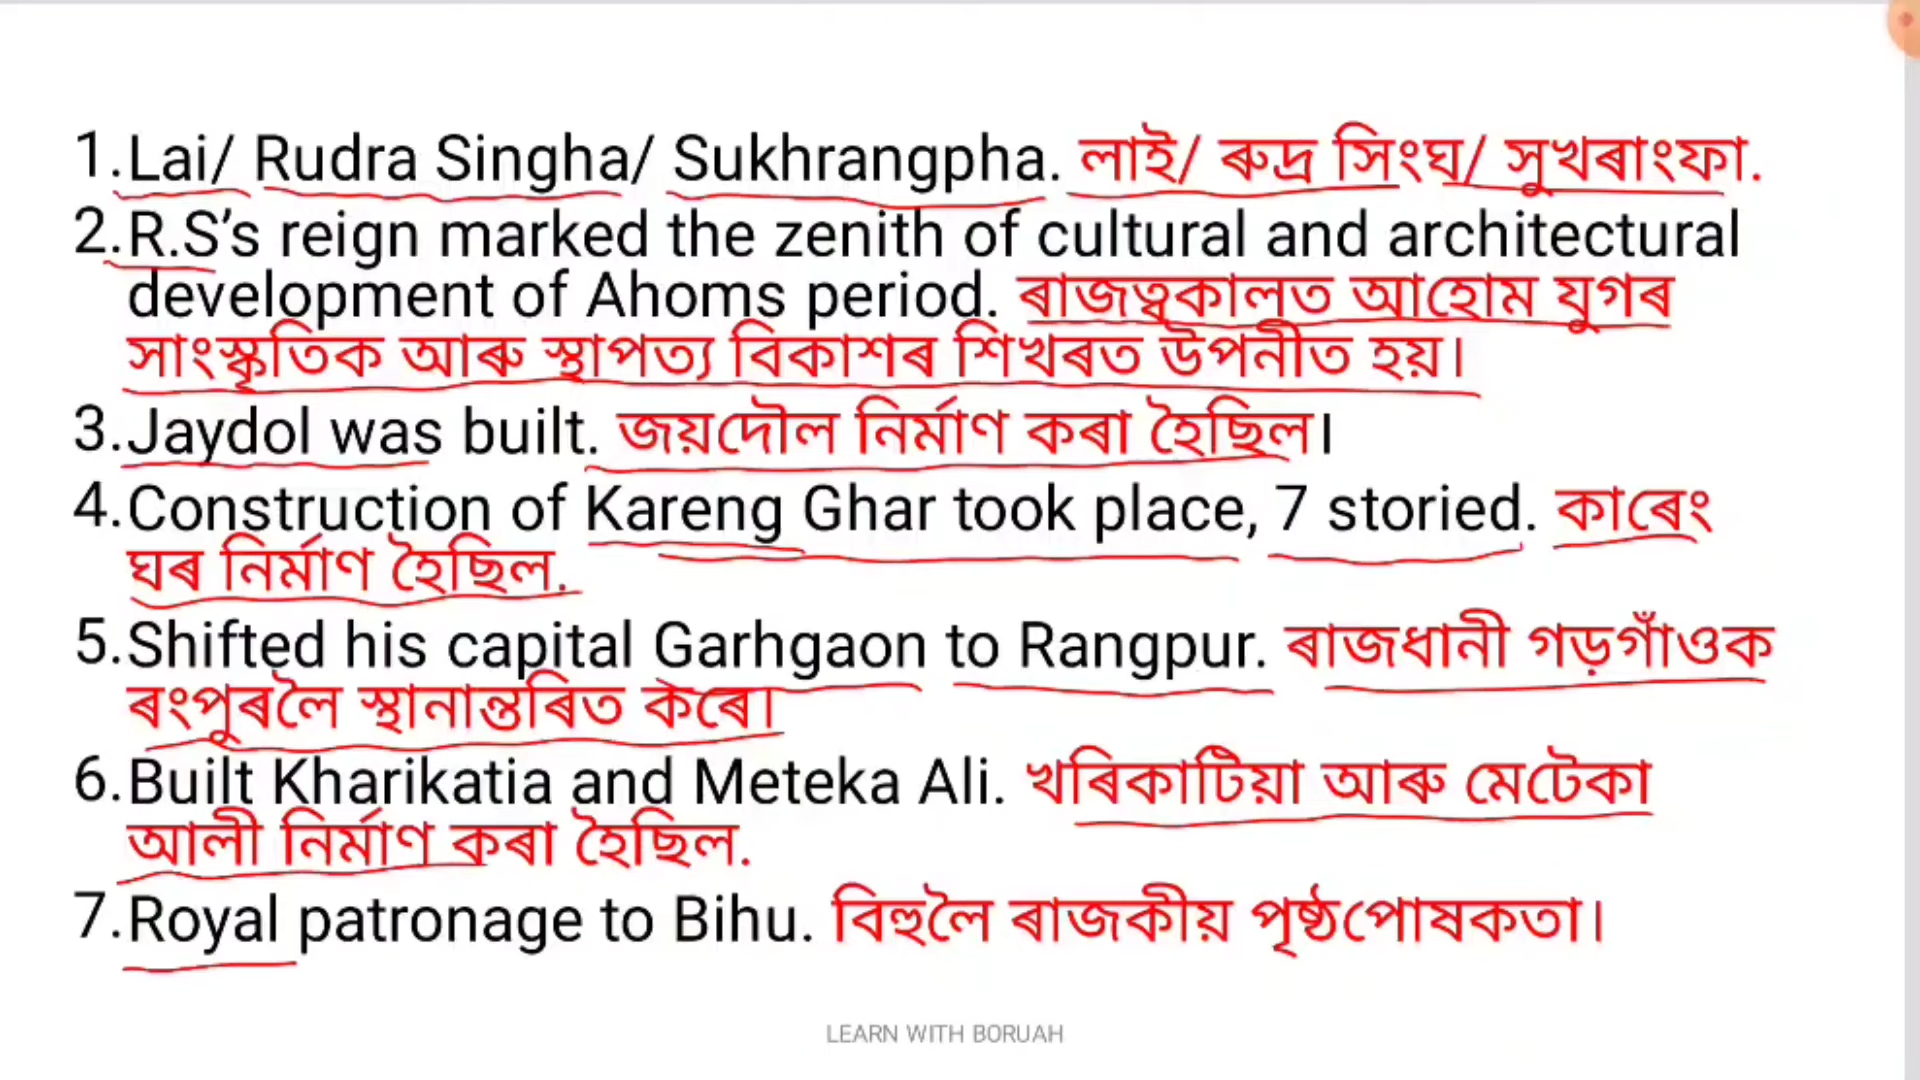 1.Lai/ Rudra Singha/ Sukhrangpha. লাই/ ৰুদ্ৰ সিংঘ/ সুখৰাংফা.
2.R.S’s reign marked the zenith of cultural and architectural
development of Ahoms period. ৰাজত্বকালত আহোম যুগৰ
সাংস্কৃতিক আৰু স্থাপত্য বিকাশৰ শিখৰত উপনীত হয়।
3.Jaydol was built. জয়দৌল নিৰ্মাণ কৰা হৈছিল।
4.Construction of Kareng Ghar took place, 7 storied. কাৰেং
ঘৰ নিৰ্মাণ হৈছিল.
5.Shifted his capital Garhgaon to Rangpur. ৰাজধানী গড়গাঁওক
ৰংপুৰলৈ স্থানান্তৰিত কৰে।
6.Built Kharikatia and Meteka Ali. খৰিকাটিয়া আৰু মেটেকা
আলী নিৰ্মাণ কৰা হৈছিল.
7.Royal patronage to Bihu. বিহুলৈ ৰাজকীয় পৃষ্ঠপোষকতা।
LEARN WITH BORUAH